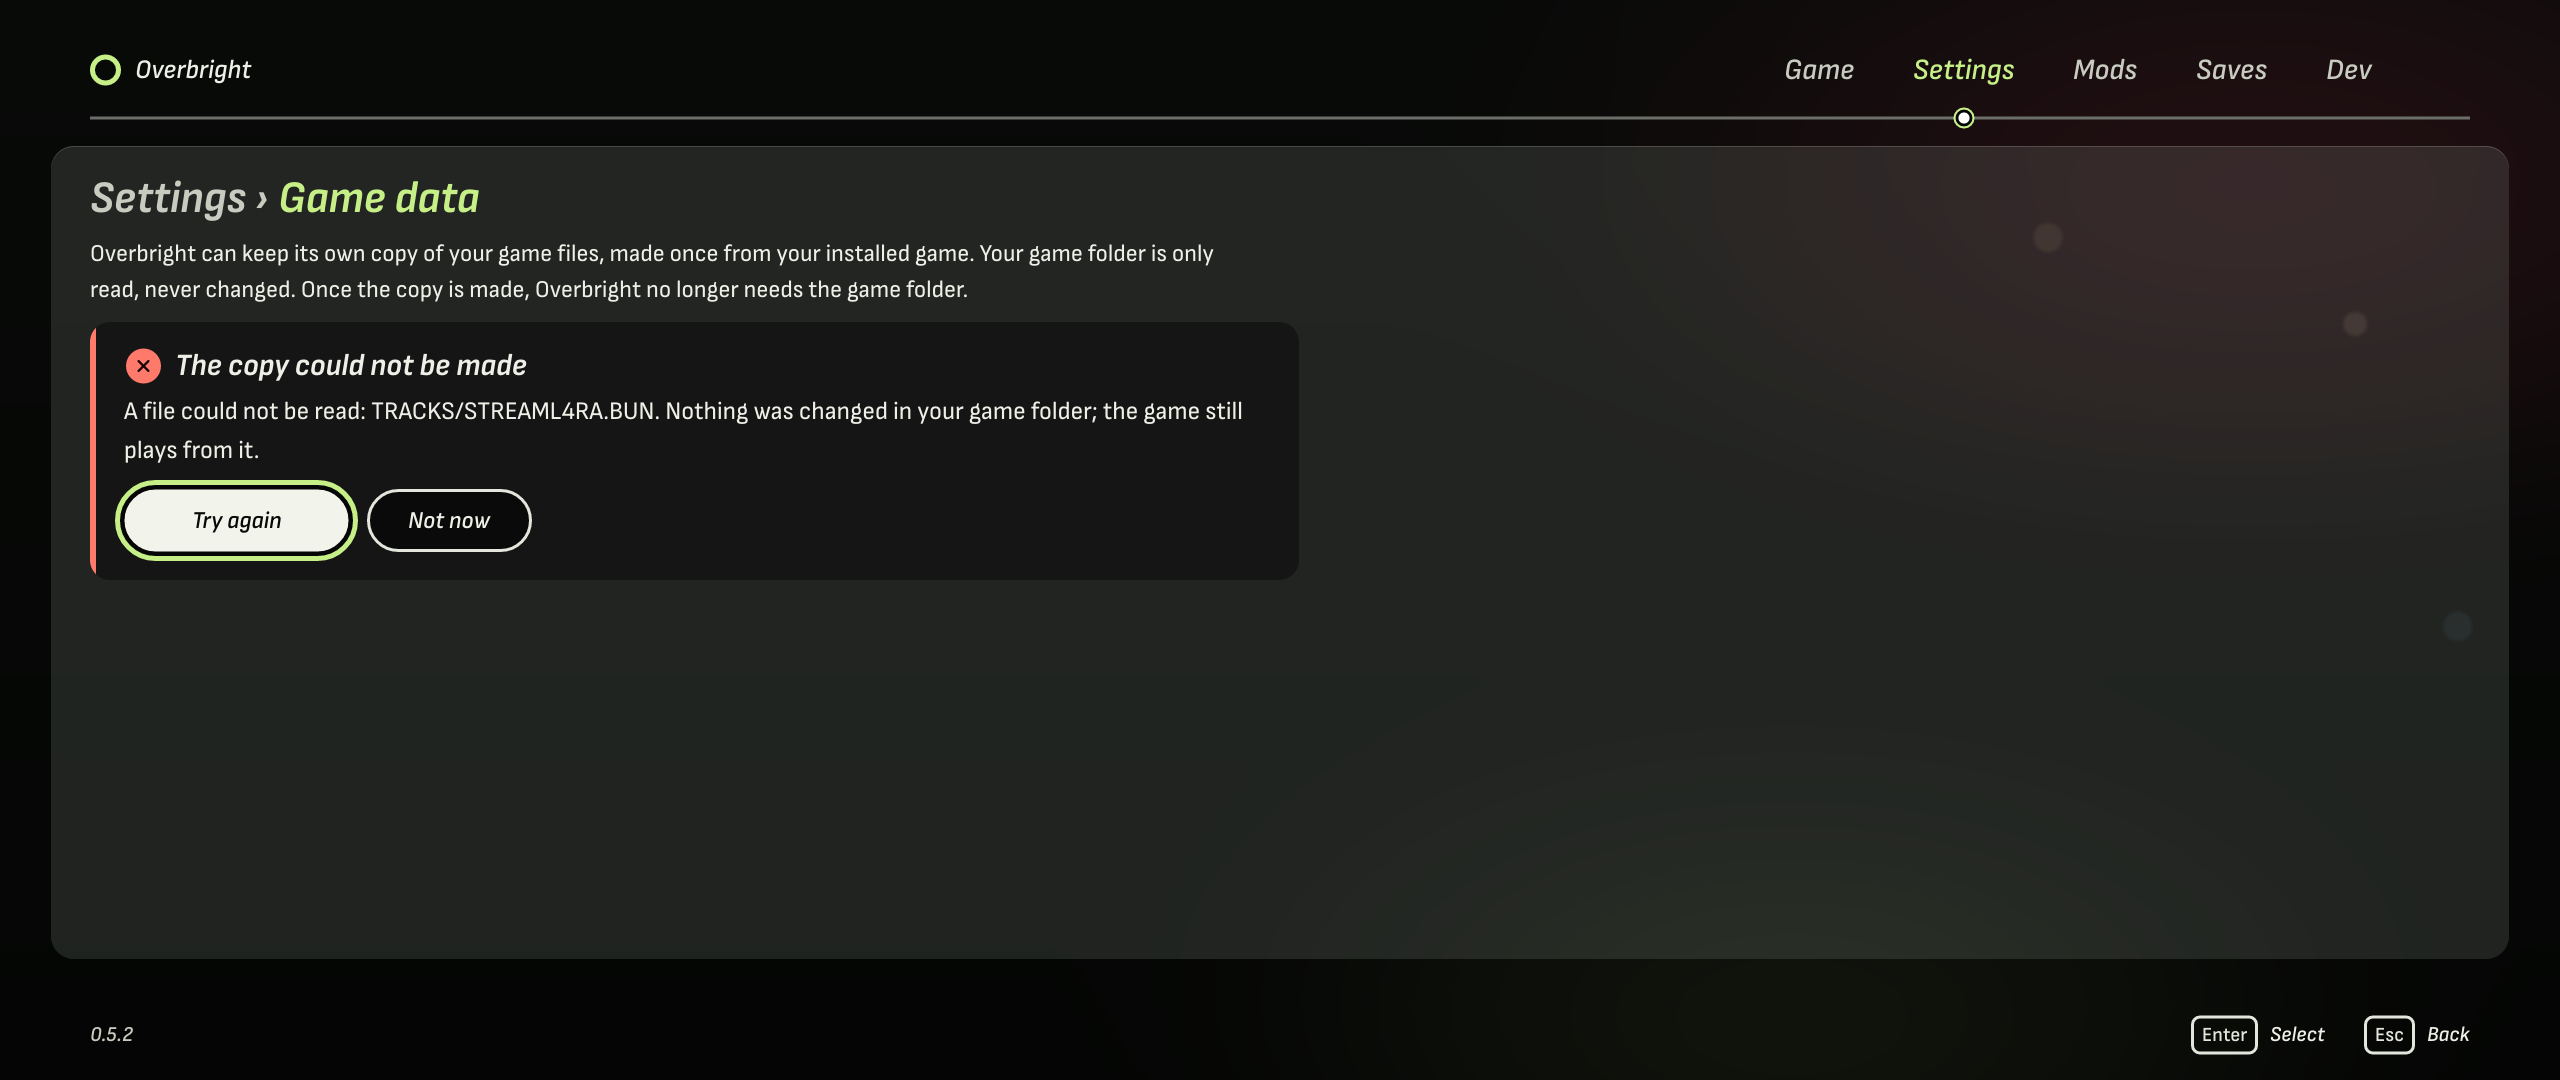 Overbright
Game Settings Mods Saves Dev
Settings › Game data
Overbright can keep its own copy of your game files, made once from your installed game. Your game folder is only
read, never changed. Once the copy is made, Overbright no longer needs the game folder.
The copy could not be made
A file could not be read: TRACKS/STREAML4RA.BUN. Nothing was changed in your game folder; the game still
plays from it.
Try again Not now
0.5.2
Enter Select Esc Back